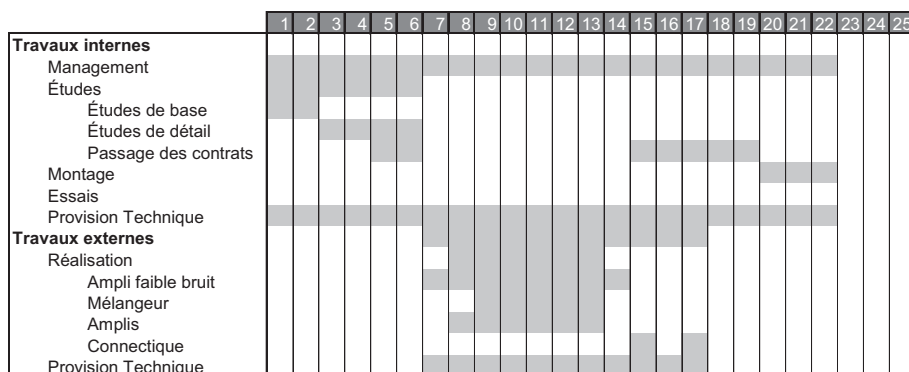 1 2 3 4 5 6 7 8 9 10 11 12 13 14 15 16 17 18 19 20 21 22 23 24 25
Travaux internes
Management
Études
Études de base
Études de détail
Passage des contrats
Montage
Essais
Provision Technique
Travaux externes
Réalisation
Ampli faible bruit
Mélangeur
Amplis
Connectique
Provision Technique